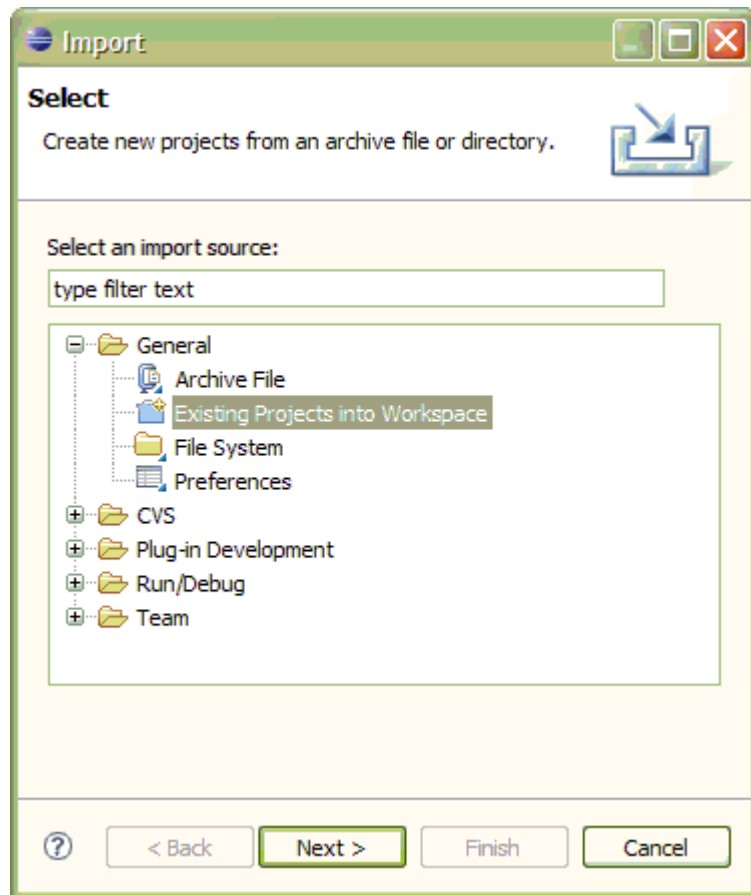 Import
Select
Create new projects from an archive file or directory.
Select an import source:
type filter text
General
Archive File
Existing Projects into Workspace
File System
Preferences
CVS
Plug-in Development
Run/Debug
Team
? < Back Next > Finish Cancel